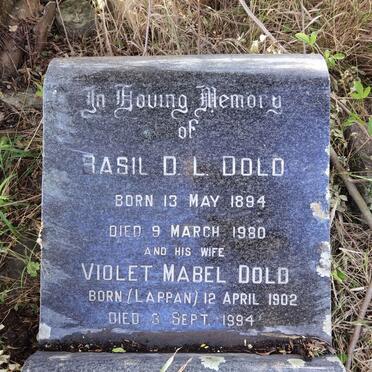 In Loving Memory
of
BASIL D. L. DOLD
BORN 13 MAY 1894
DIED 9 MARCH 1980
AND HIS WIFE
VIOLET MABEL DOLD
BORN /LAPPAN/ 12 APRIL 1902
DIED 3 SEPT. 1994